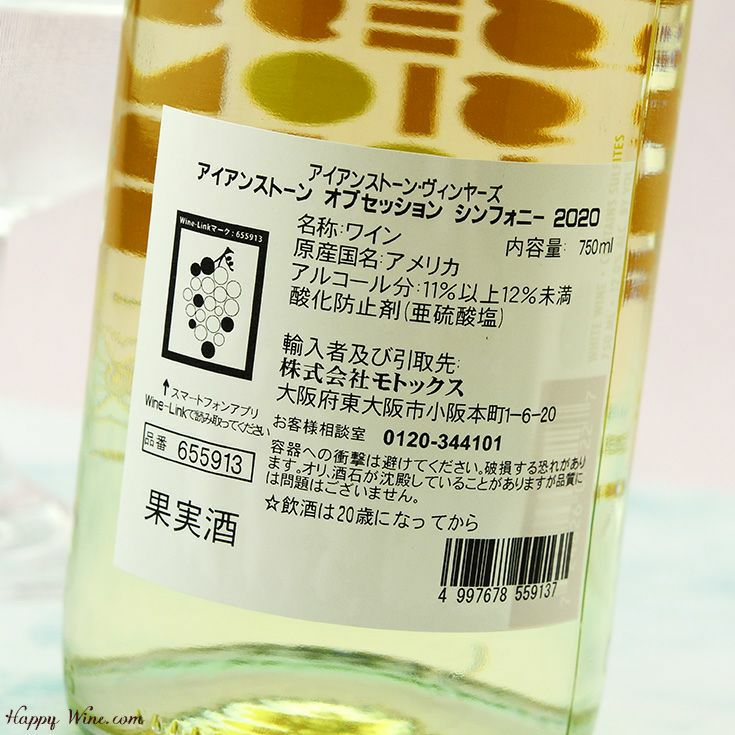 アイアンストーン・ヴィンヤーズ
アイアンストーン オブセッション シンフォニー 2020
Wine-Linkマーク:655913
名称:ワイン
内容量: 750ml
原産国名:アメリカ
アルコール分:11%以上12%未満
酸化防止剤(亜硫酸塩)
輸入者及び引取先:
株式会社モトックス
大阪府東大阪市小阪本町1-6-20
↑スマートフォンアプリ
Wine-Linkで読み取ってください
お客様相談室 0120-344101
品番 655913
容器への衝撃は避けてください。破損する恐れがあり
ます。オリ、酒石が沈殿していることがありますが品質に
は問題はございません。
果実酒
☆飲酒は20歳になってから
4 997678 559137
WHITE WINE
SULFITES
Happy Wine.com